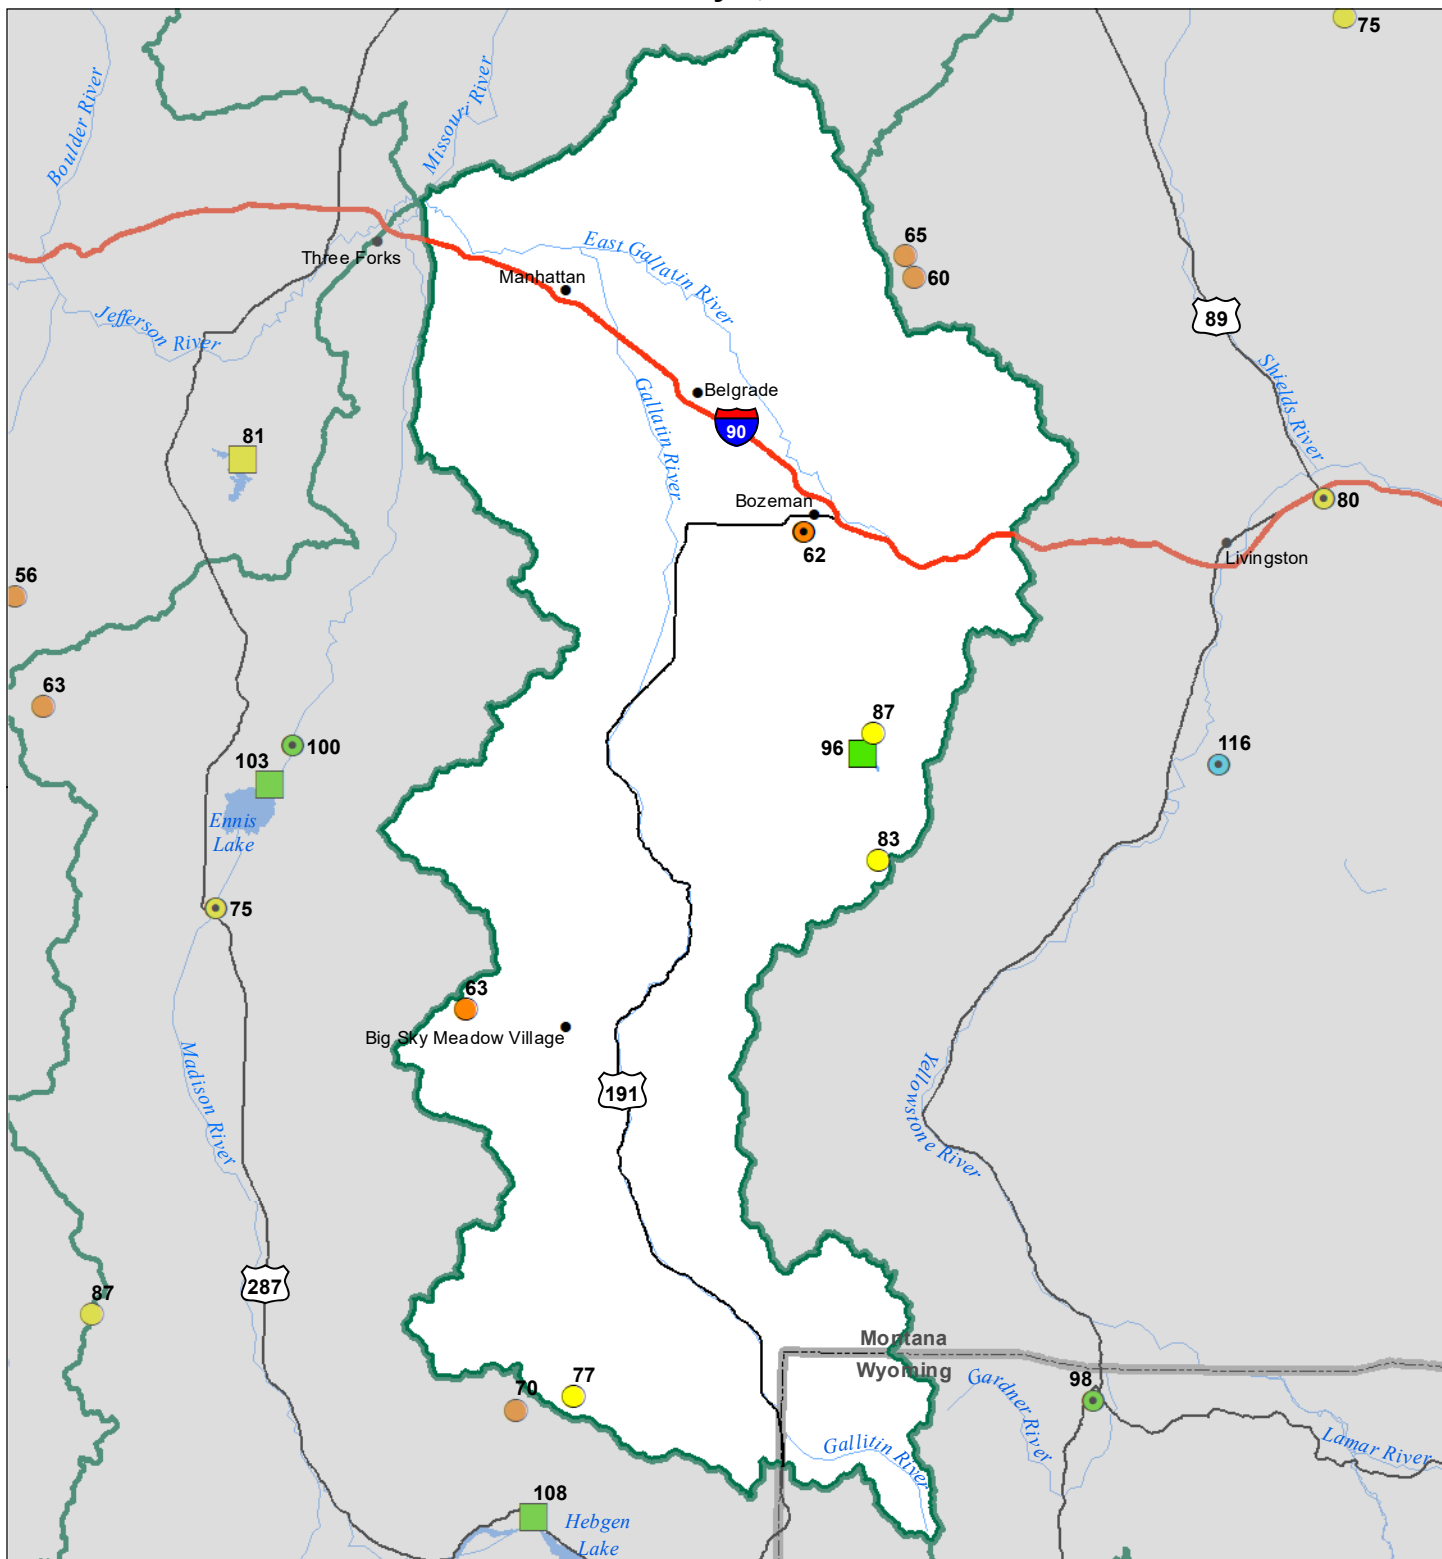 75
Boulder River
Missouri River
East Gallatin River
65
60
Three Forks
Manhattan
89
Jefferson River
Shields River
Gallatin River
Belgrade
90
81
Bozeman
80
62
Livingston
56
63
87
96
100
103
116
Ennis
Lake
83
75
63
Big Sky Meadow Village
Madison River
Yellowstone River
191
287
87
Montana
Wyoming
77
70
98
Gardner River
Gallitin River
Lamar River
108
Hebgen
Lake